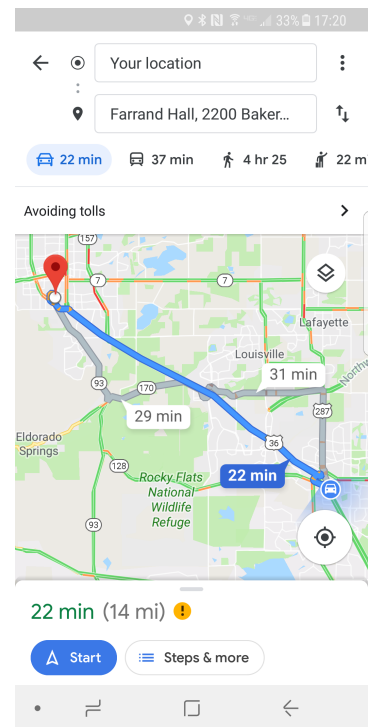 33% 17:20
Your location
Farrand Hall, 2200 Baker...
22 min 37 min 4 hr 25 22 m
Avoiding tolls
157
7 7
Lafayette
Louisville
31 min
Northw
93 170
29 min
287
Eldorado
Springs
36
128
22 min
Rocky Flats
National
Wildlife
Refuge
93
22 min (14 mi)
Start Steps & more